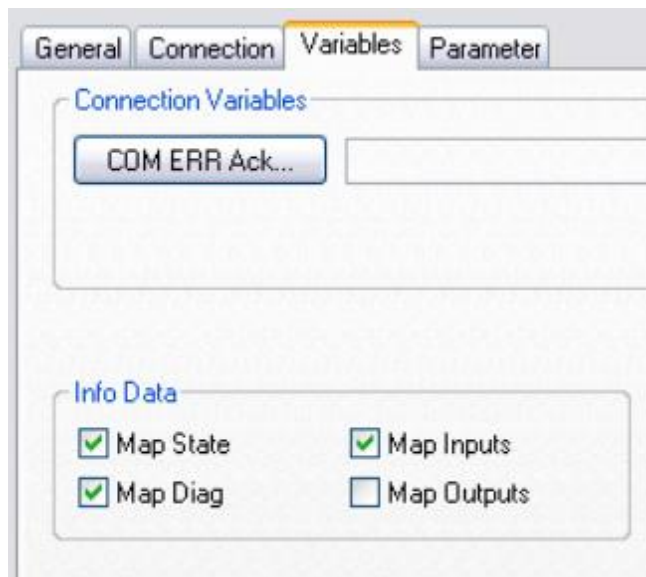 General Connection Variables Parameter
Connection Variables
COM ERR Ack...
Info Data
Map State Map Inputs
Map Diag Map Outputs